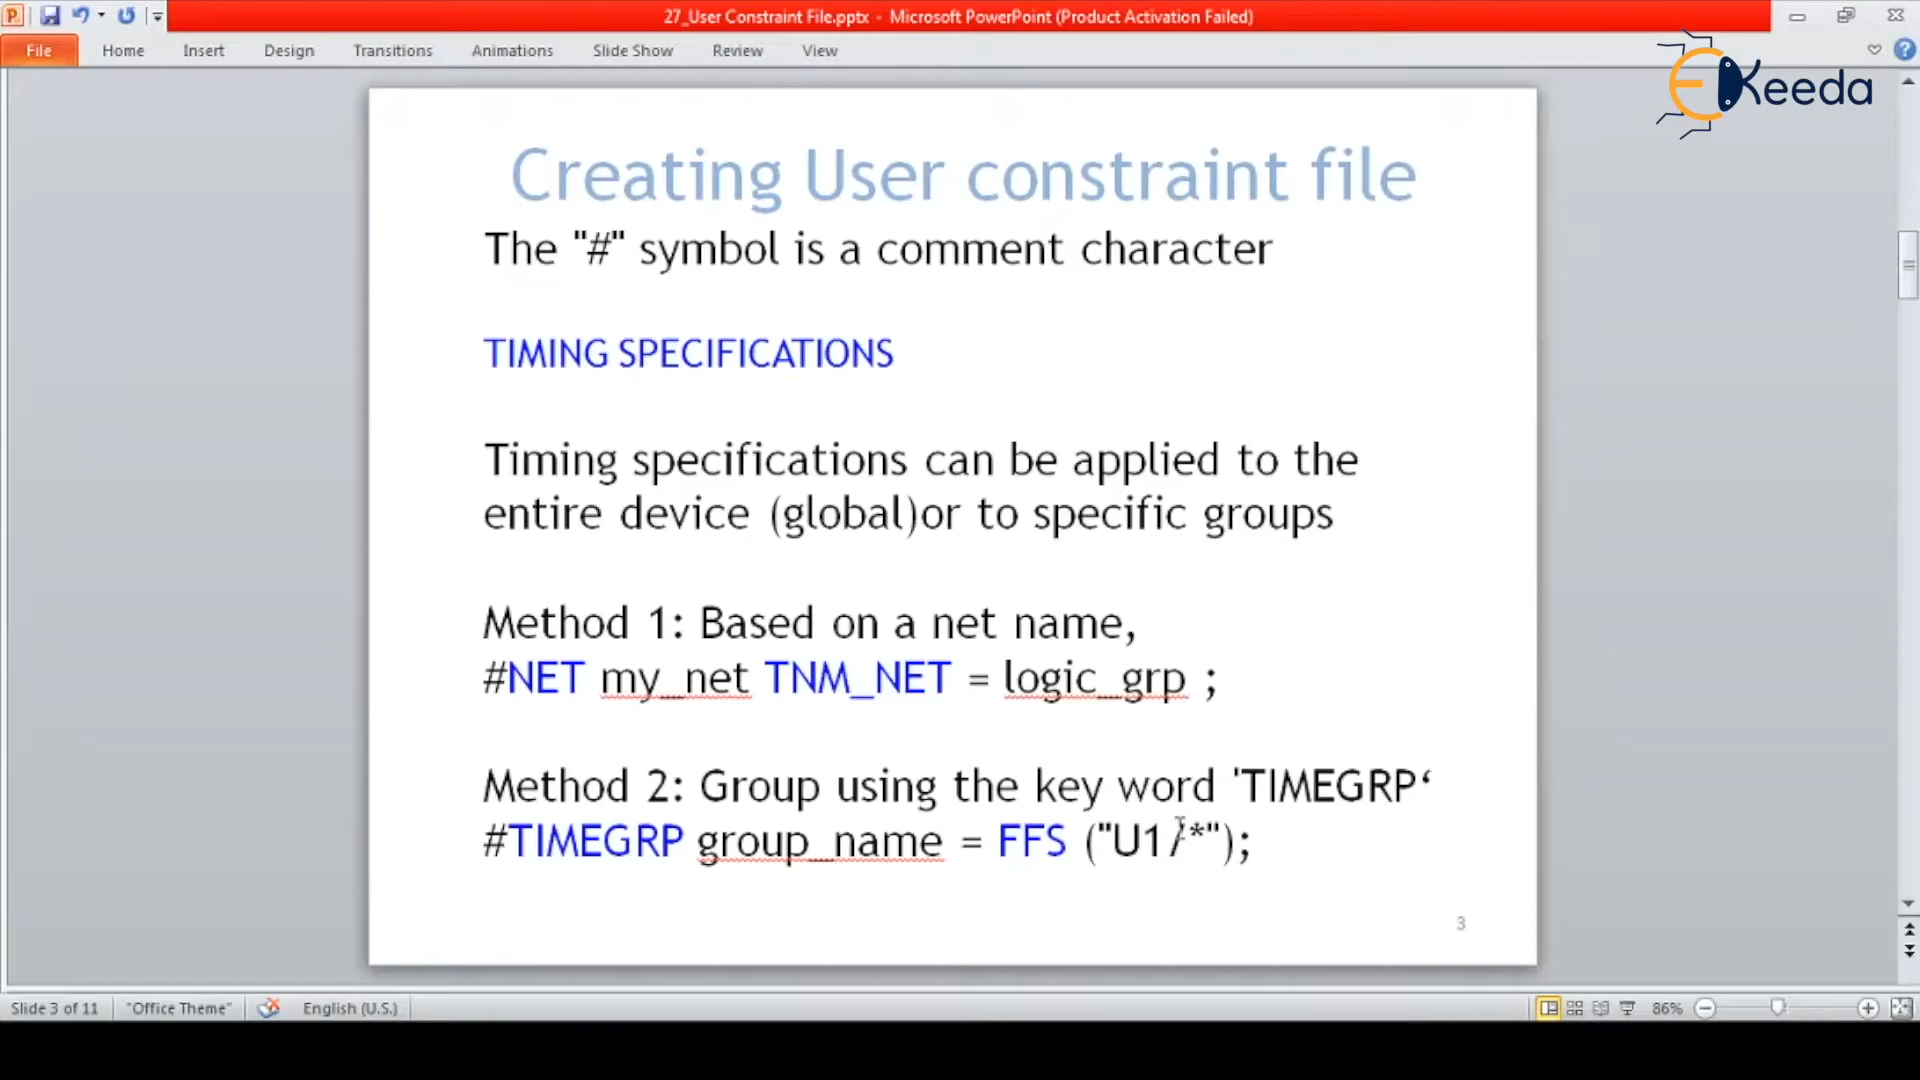 27_User Constraint File.pptx - Microsoft PowerPoint (Product Activation Failed)
File Home Insert Design Transitions Animations Slide Show Review View
EKeeda
Creating User constraint file
The "#" symbol is a comment character
TIMING SPECIFICATIONS
Timing specifications can be applied to the
entire device (global)or to specific groups
Method 1: Based on a net name,
#NET my_net TNM_NET = logic_grp ;
Method 2: Group using the key word 'TIMEGRP‘
#TIMEGRP group_name = FFS ("U1/*");
3
Slide 3 of 11 "Office Theme" English (U.S.) 86%